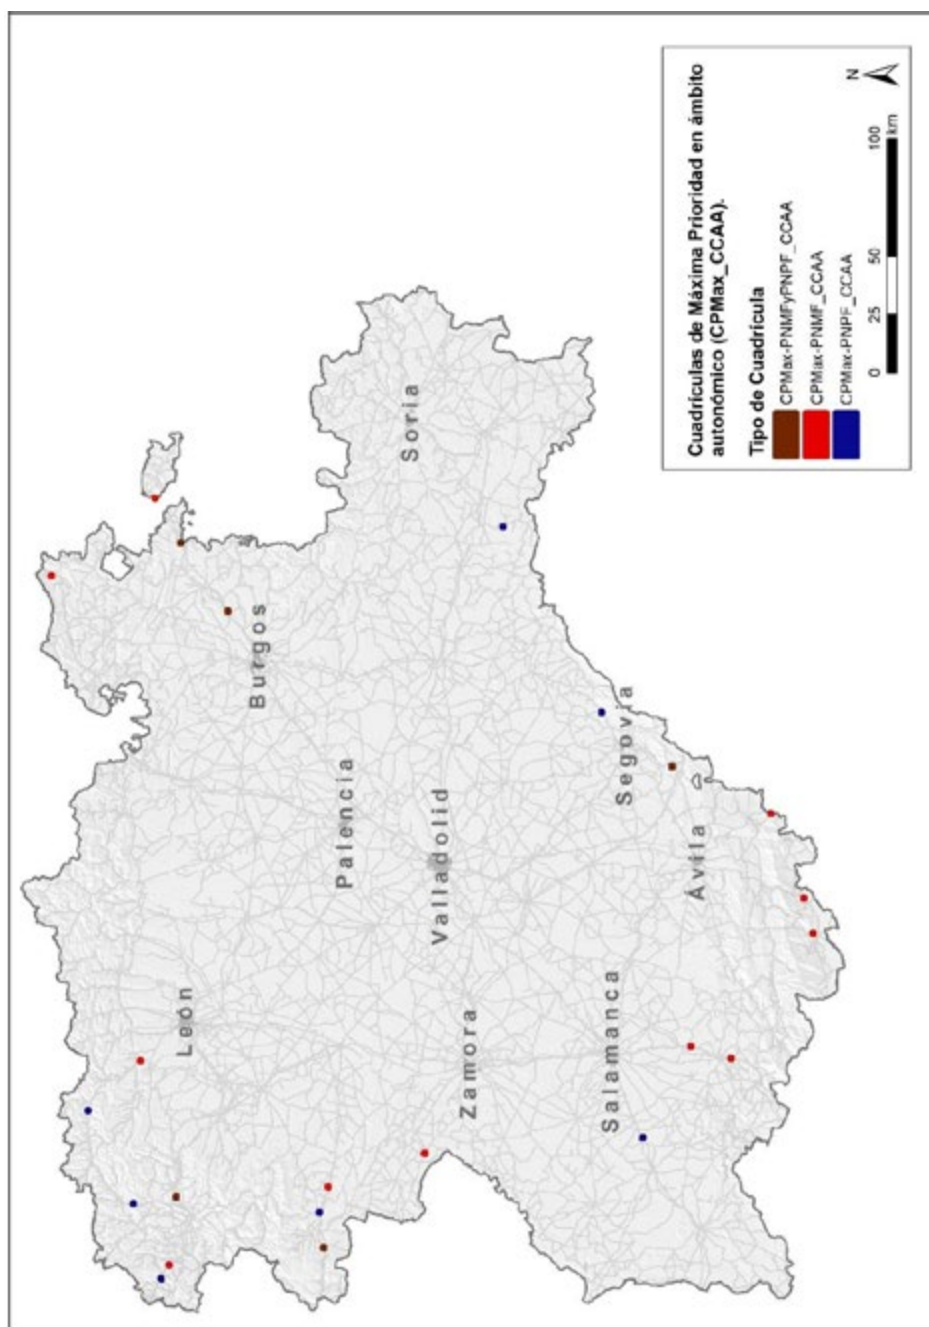 León
Burgos
Palencia
Valladolid
Zamora
Soria
Salamanca
Segovia
Ávila
Cuadrículas de Máxima Prioridad en ámbito
autonómico (CPMax_CCAA).
Tipo de Cuadrícula
CPMax-PNMFyPNPF_CCAA
CPMax-PNMF_CCAA
CPMax-PNPF_CCAA
N
0 25 50 100
km